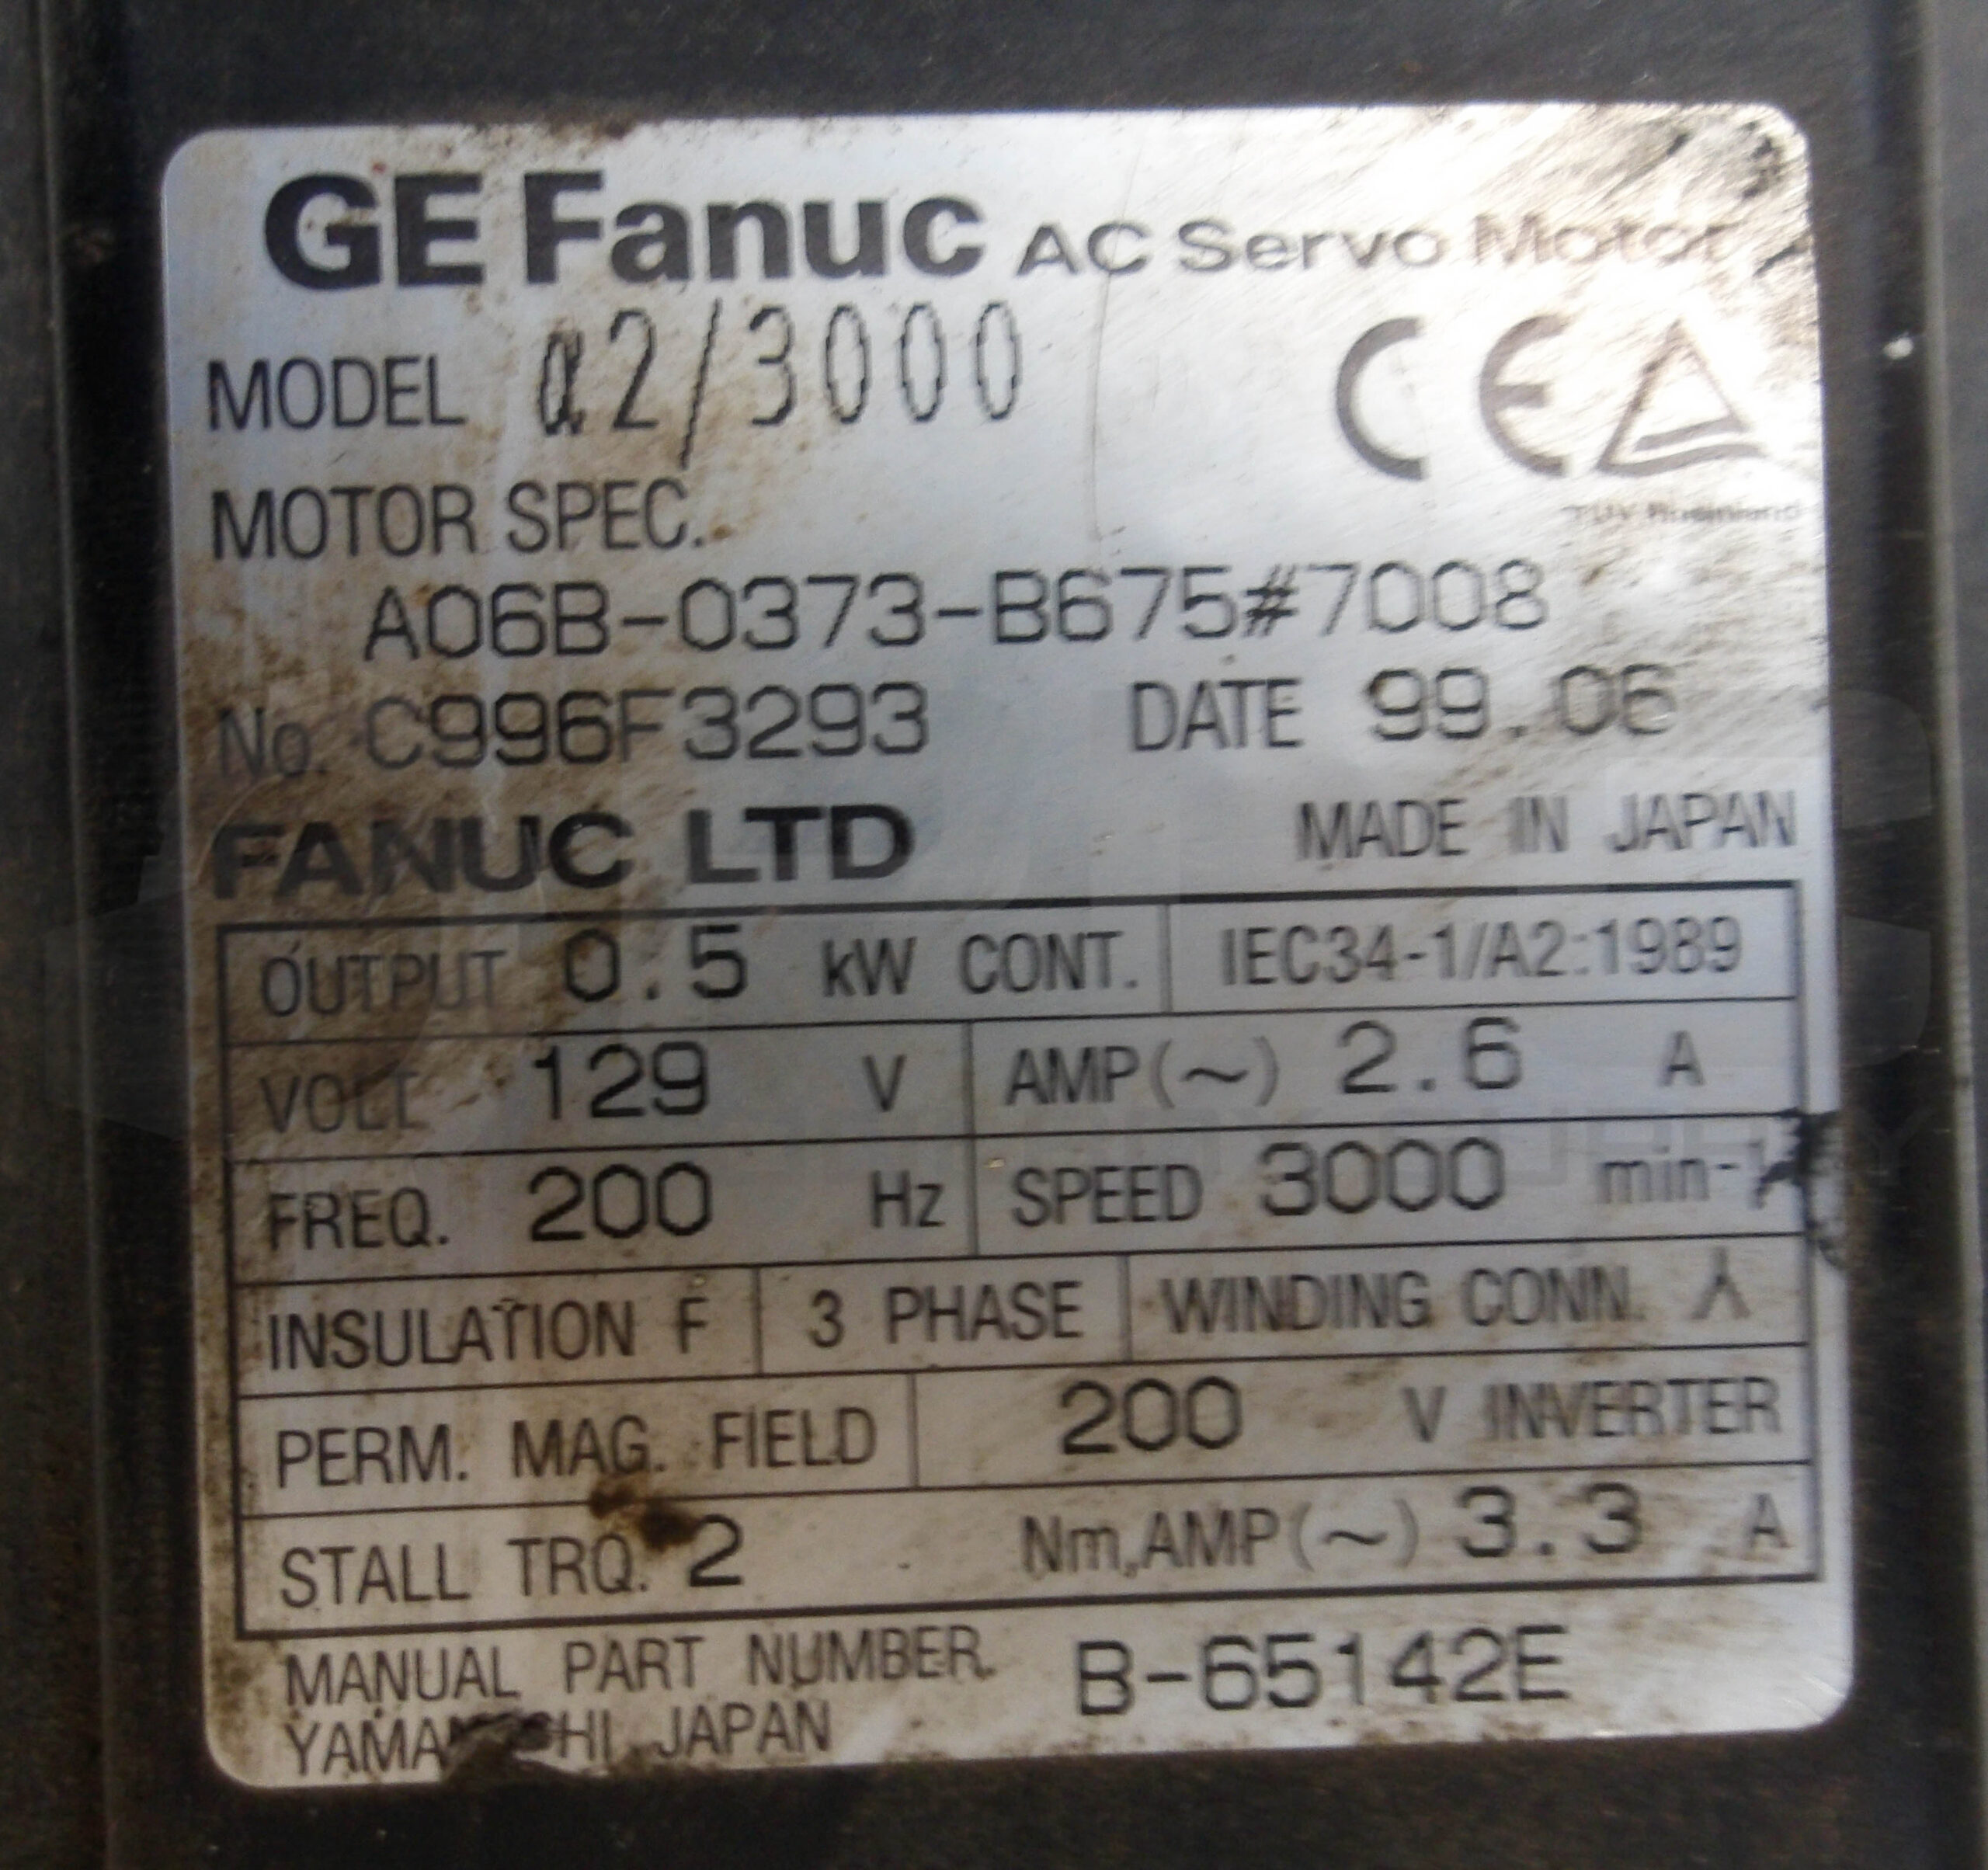 GE Fanuc AC Servo Motor
MODEL α2/3000
CE
TUV Rheinland
MOTOR SPEC.
A06B-0373-B675#7008
No. C996F3293 DATE 99.06
FANUC LTD MADE IN JAPAN
OUTPUT 0.5 kW CONT. IEC34-1/A2:1989
VOLT 129 V AMP(~) 2.6 A
FREQ. 200 Hz SPEED 3000 min-1
INSULATION F 3 PHASE WINDING CONN.
PERM. MAG. FIELD 200 V INVERTER
STALL TRQ. 2 Nm,AMP(~) 3.3 A
MANUAL PART NUMBER. B-65142E
JAPAN